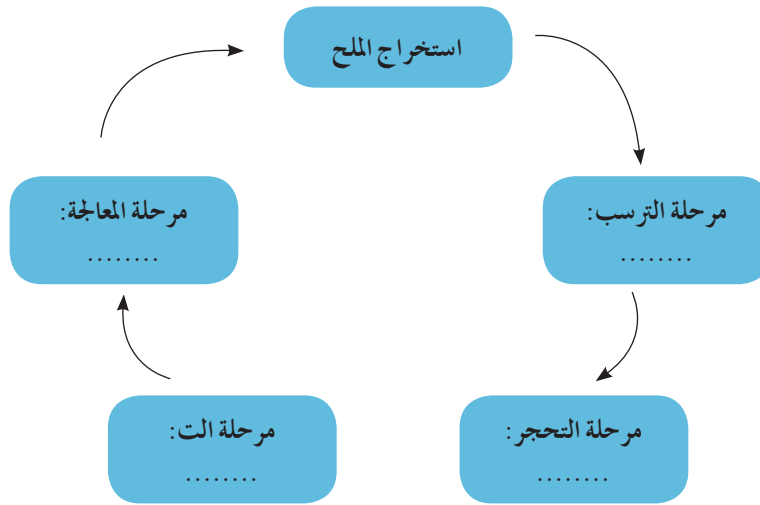 استخراج الملح
مرحلة الترسب:
........
مرحلة التحجر:
........
مرحلة الت:
........
مرحلة المعالجة:
........